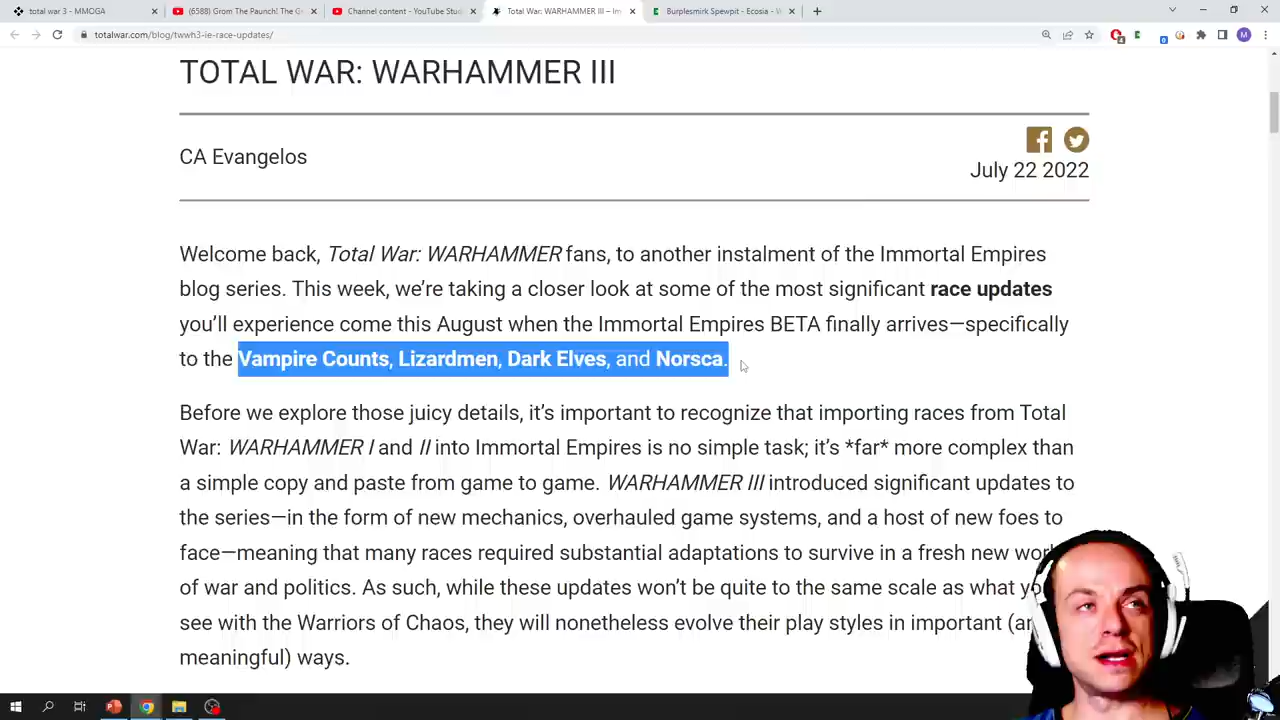 total war 3 - MMOGA
(6588) Grom The Paunch! The Gr
Channel content - YouTube Stud
Total War: WARHAMMER III – Im
Burplesmirk Spewpit - Ecosia - W
totalwar.com/blog/twwh3-ie-race-updates/
TOTAL WAR: WARHAMMER III
CA Evangelos
July 22 2022
Welcome back, Total War: WARHAMMER fans, to another instalment of the Immortal Empires
blog series. This week, we’re taking a closer look at some of the most significant race updates
you’ll experience come this August when the Immortal Empires BETA finally arrives—specifically
to the Vampire Counts, Lizardmen, Dark Elves, and Norsca.
Before we explore those juicy details, it’s important to recognize that importing races from Total
War: WARHAMMER I and II into Immortal Empires is no simple task; it’s *far* more complex than
a simple copy and paste from game to game. WARHAMMER III introduced significant updates to
the series—in the form of new mechanics, overhauled game systems, and a host of new foes to
face—meaning that many races required substantial adaptations to survive in a fresh new wor
of war and politics. As such, while these updates won’t be quite to the same scale as what yo
see with the Warriors of Chaos, they will nonetheless evolve their play styles in important (an
meaningful) ways.